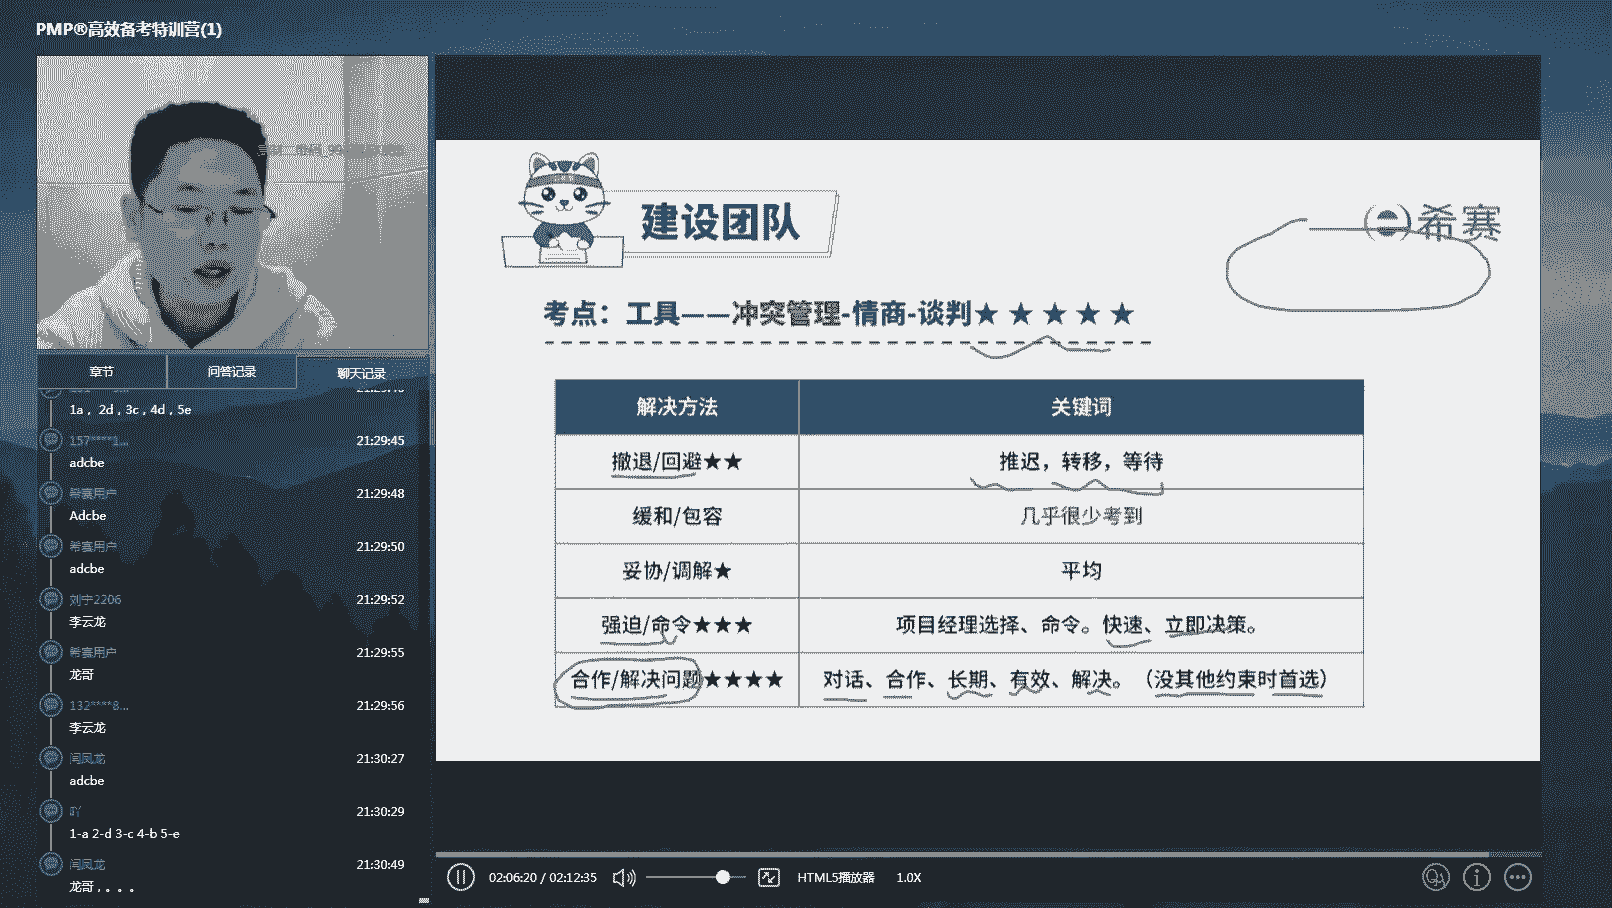 PMP®高效备考特训营(1)
章节
问答记录
聊天记录
1a，2d，3c，4d，5e
157****1...
21:29:45
adcbe
希赛用户
21:29:48
Adcbe
希赛用户
21:29:50
adcbe
刘宁2206
21:29:52
李云龙
希赛用户
21:29:55
龙哥
132****8...
21:29:56
李云龙
闫凤龙
21:30:27
adcbe
吖
21:30:29
1-a 2-d 3-c 4-b 5-e
闫凤龙
21:30:49
龙哥，。。。
建设团队
希赛
考点：工具——冲突管理-情商-谈判★★★★★
解决方法
关键词
撤退/回避★★
推迟，转移，等待
缓和/包容
几乎很少考到
妥协/调解★
平均
强迫/命令★★★
项目经理选择、命令。快速、立即决策。
合作/解决问题★★★★
对话、合作、长期、有效、解决。（没其他约束时首选）
02:06:20 / 02:12:35
HTML5播放器
1.0X